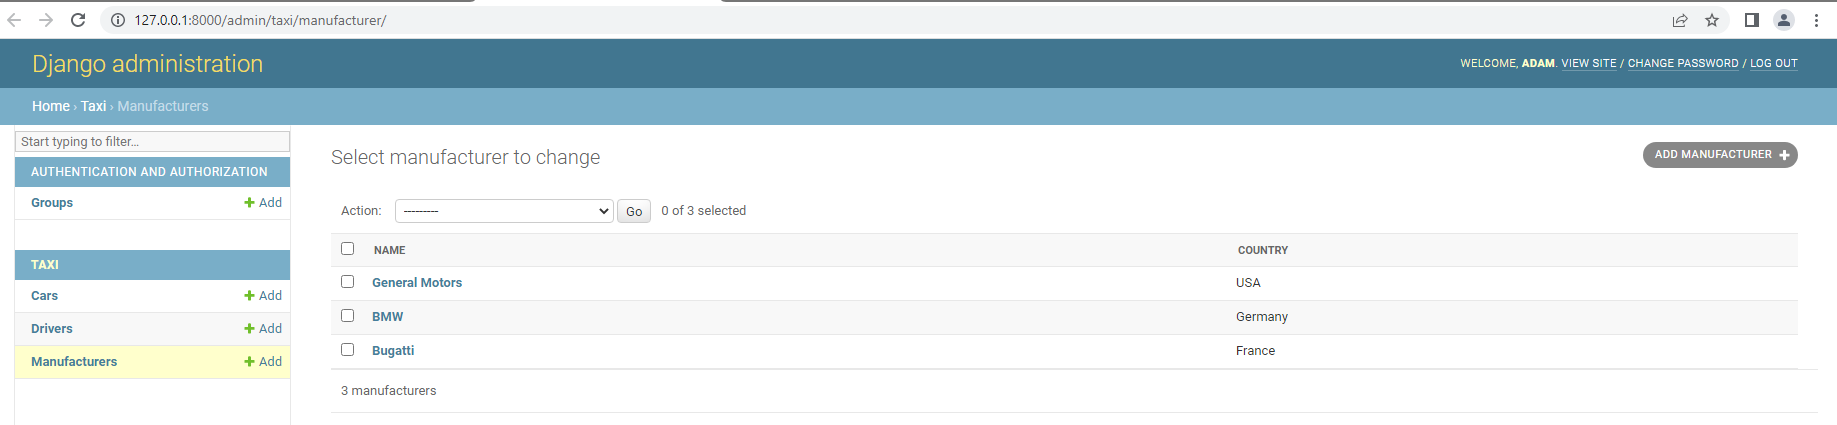 127.0.0.1:8000/admin/taxi/manufacturer/
Django administration
WELCOME, ADAM. VIEW SITE / CHANGE PASSWORD / LOG OUT
Home › Taxi › Manufacturers
Start typing to filter...
AUTHENTICATION AND AUTHORIZATION
Groups + Add
TAXI
Cars + Add
Drivers + Add
Manufacturers + Add
Select manufacturer to change
ADD MANUFACTURER +
Action: --------- Go 0 of 3 selected
NAME COUNTRY
General Motors USA
BMW Germany
Bugatti France
3 manufacturers